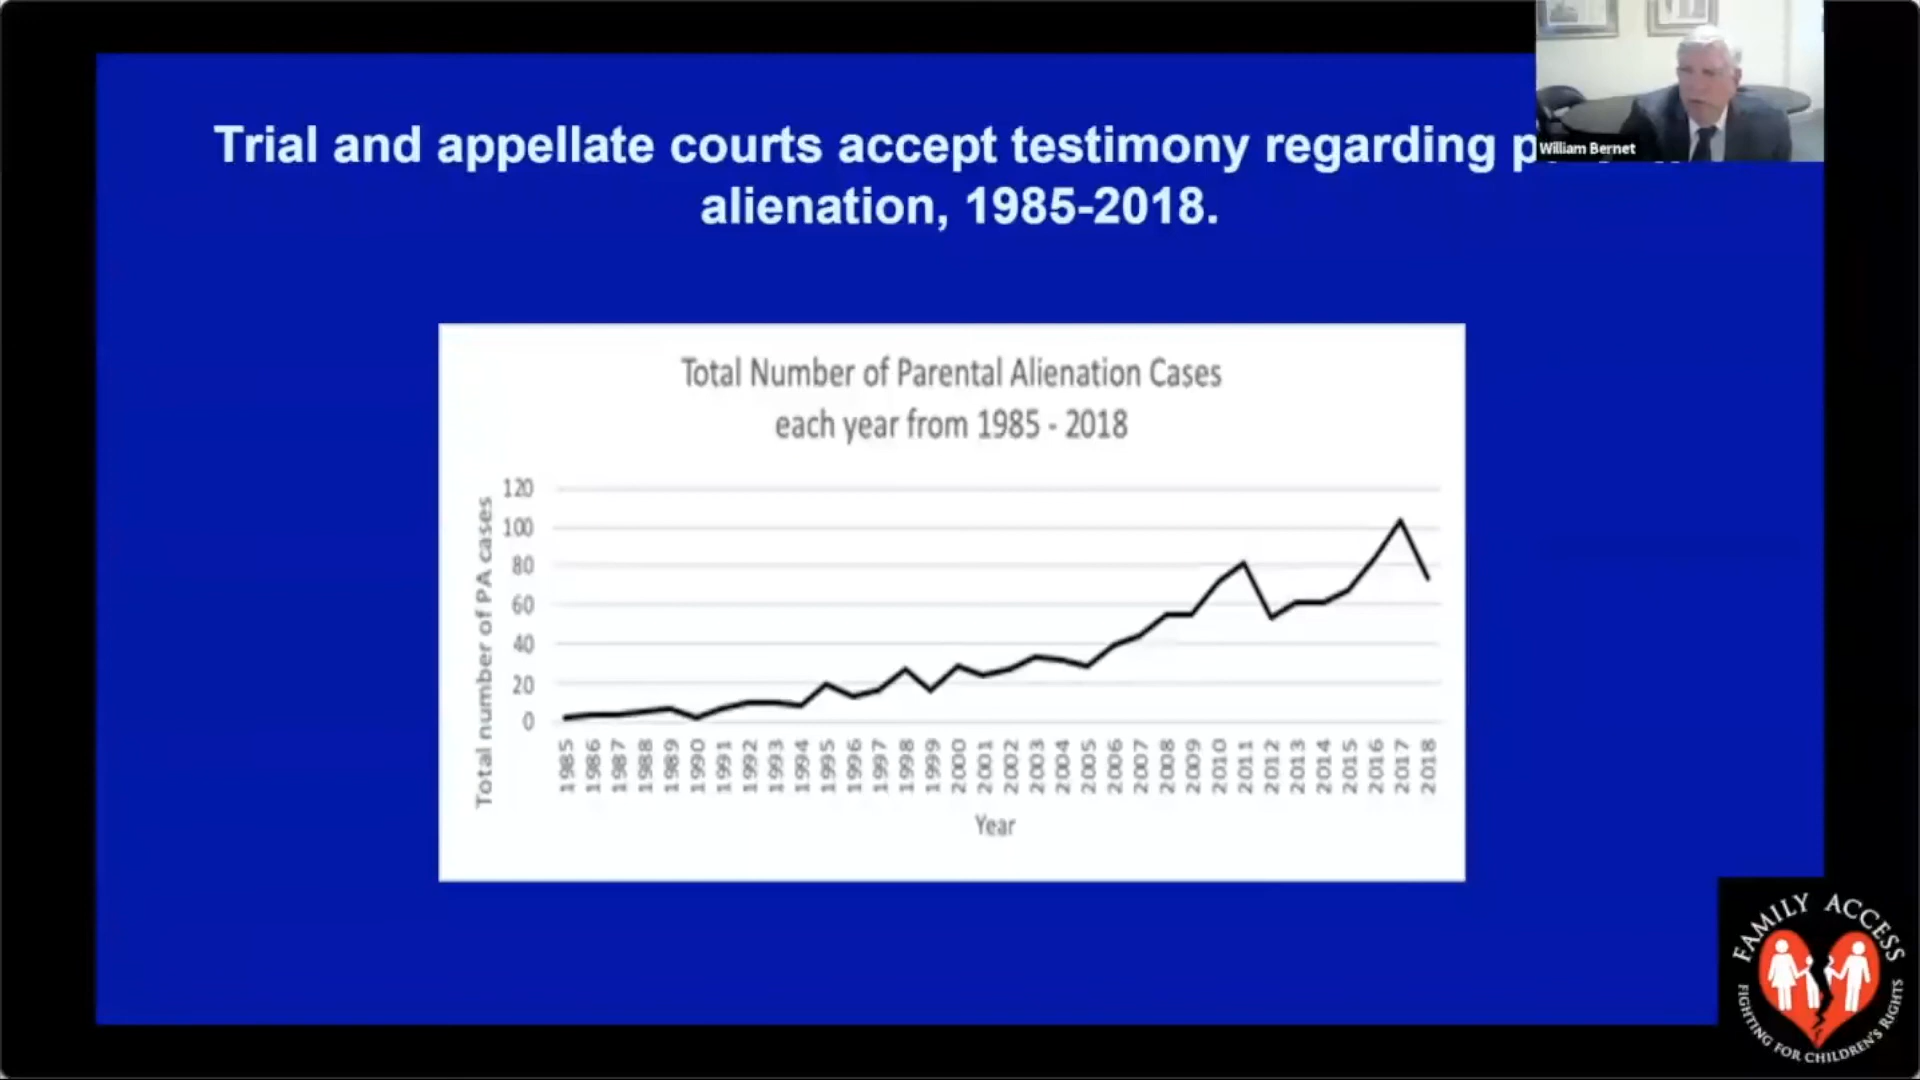 Trial and appellate courts accept testimony regarding
alienation, 1985-2018.
William Bernet
Total Number of Parental Alienation Cases
each year from 1985 - 2018
Total number of PA cases
120
100
80
60
40
20
0
1985 1986 1987 1988 1989 1990 1991 1992 1993 1994 1995 1996 1997 1998 1999 2000 2001 2002 2003 2004 2005 2006 2007 2008 2009 2010 2011 2012 2013 2014 2015 2016 2017 2018
Year
FAMILY ACCESS
FIGHTING FOR CHILDREN'S RIGHTS